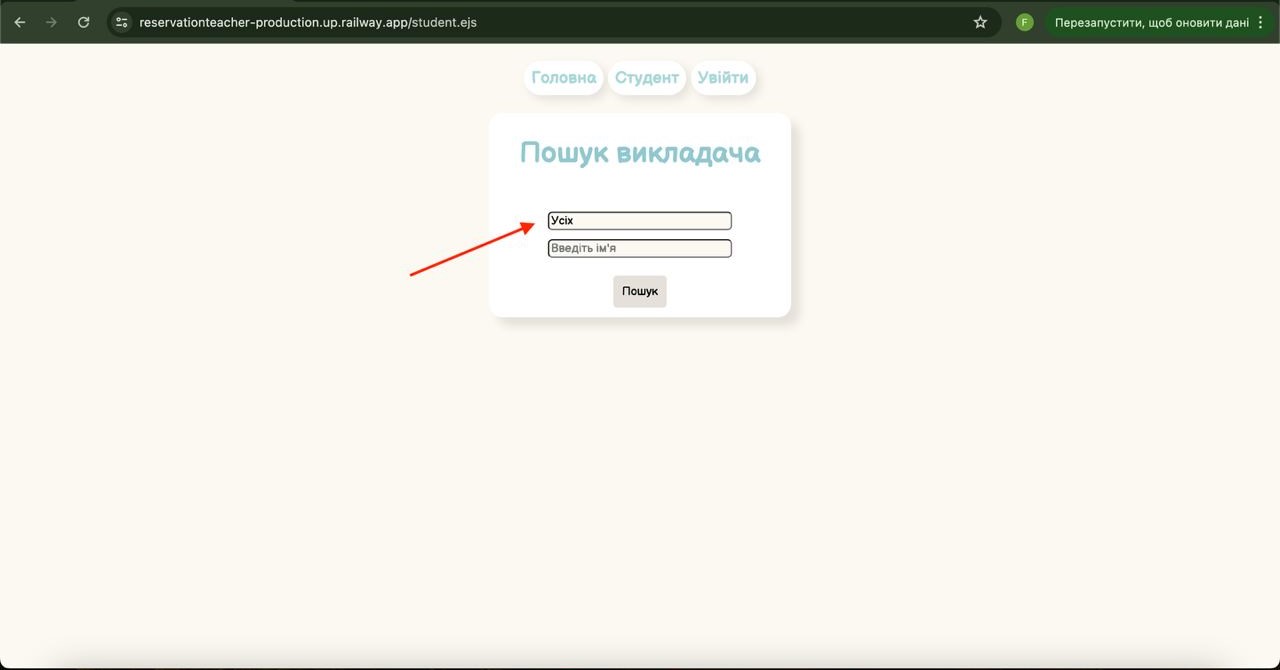 reservationteacher-production.up.railway.app/student.ejs
F
Перезапустити, щоб оновити дані
Головна Студент Увійти
Пошук викладача
Усіх
Введіть ім'я
Пошук